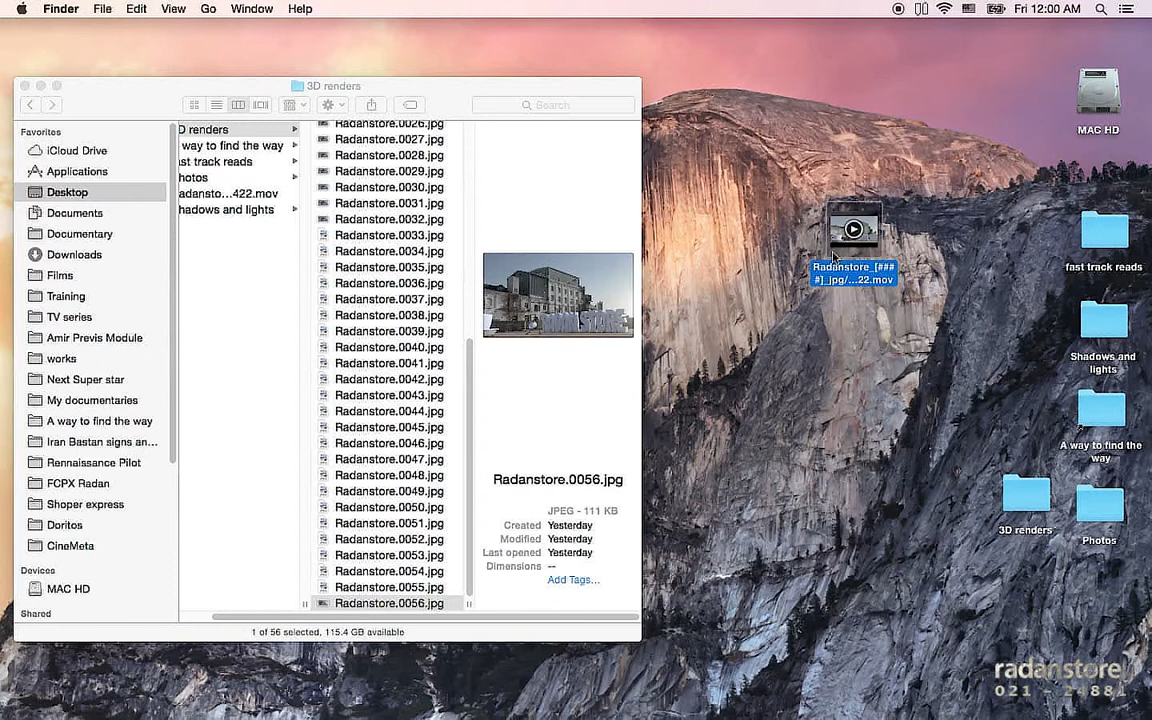 Finder File Edit View Go Window Help
Fri 12:00 AM
3D renders
Search
Favorites
iCloud Drive
Applications
Desktop
Documents
Documentary
Downloads
Films
Training
TV series
Amir Previs Module
works
Next Super star
My documentaries
A way to find the way
Iran Bastan signs an...
Rennaissance Pilot
FCPX Radan
Shoper express
Doritos
CineMeta
Devices
MAC HD
Shared
D renders
way to find the way
ast track reads
hotos
adansto...422.mov
hadows and lights
Radanstore.0026.jpg
Radanstore.0027.jpg
Radanstore.0028.jpg
Radanstore.0029.jpg
Radanstore.0030.jpg
Radanstore.0031.jpg
Radanstore.0032.jpg
Radanstore.0033.jpg
Radanstore.0034.jpg
Radanstore.0035.jpg
Radanstore.0036.jpg
Radanstore.0037.jpg
Radanstore.0038.jpg
Radanstore.0039.jpg
Radanstore.0040.jpg
Radanstore.0041.jpg
Radanstore.0042.jpg
Radanstore.0043.jpg
Radanstore.0044.jpg
Radanstore.0045.jpg
Radanstore.0046.jpg
Radanstore.0047.jpg
Radanstore.0048.jpg
Radanstore.0049.jpg
Radanstore.0050.jpg
Radanstore.0051.jpg
Radanstore.0052.jpg
Radanstore.0053.jpg
Radanstore.0054.jpg
Radanstore.0055.jpg
Radanstore.0056.jpg
Radanstore.0056.jpg
JPEG - 111 KB
Created Yesterday
Modified Yesterday
Last opened Yesterday
Dimensions --
Add Tags...
1 of 56 selected, 115.4 GB available
Radanstore_[###
#]_jpg/...22.mov
MAC HD
fast track reads
Shadows and
lights
A way to find the
way
3D renders
Photos
radanstore
021 - 24881